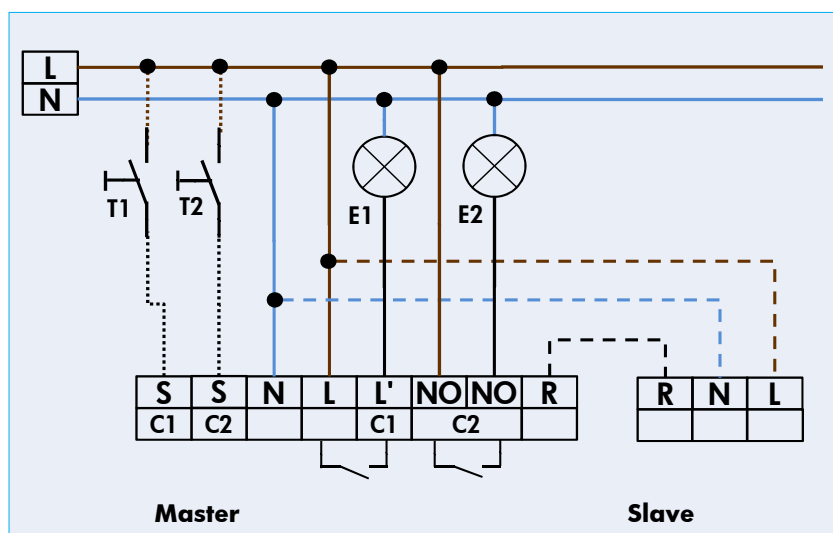 L
N
T1 T2 E1 E2
S S N L L' NO NO R
C1 C2 C1 C2
R N L
Master Slave